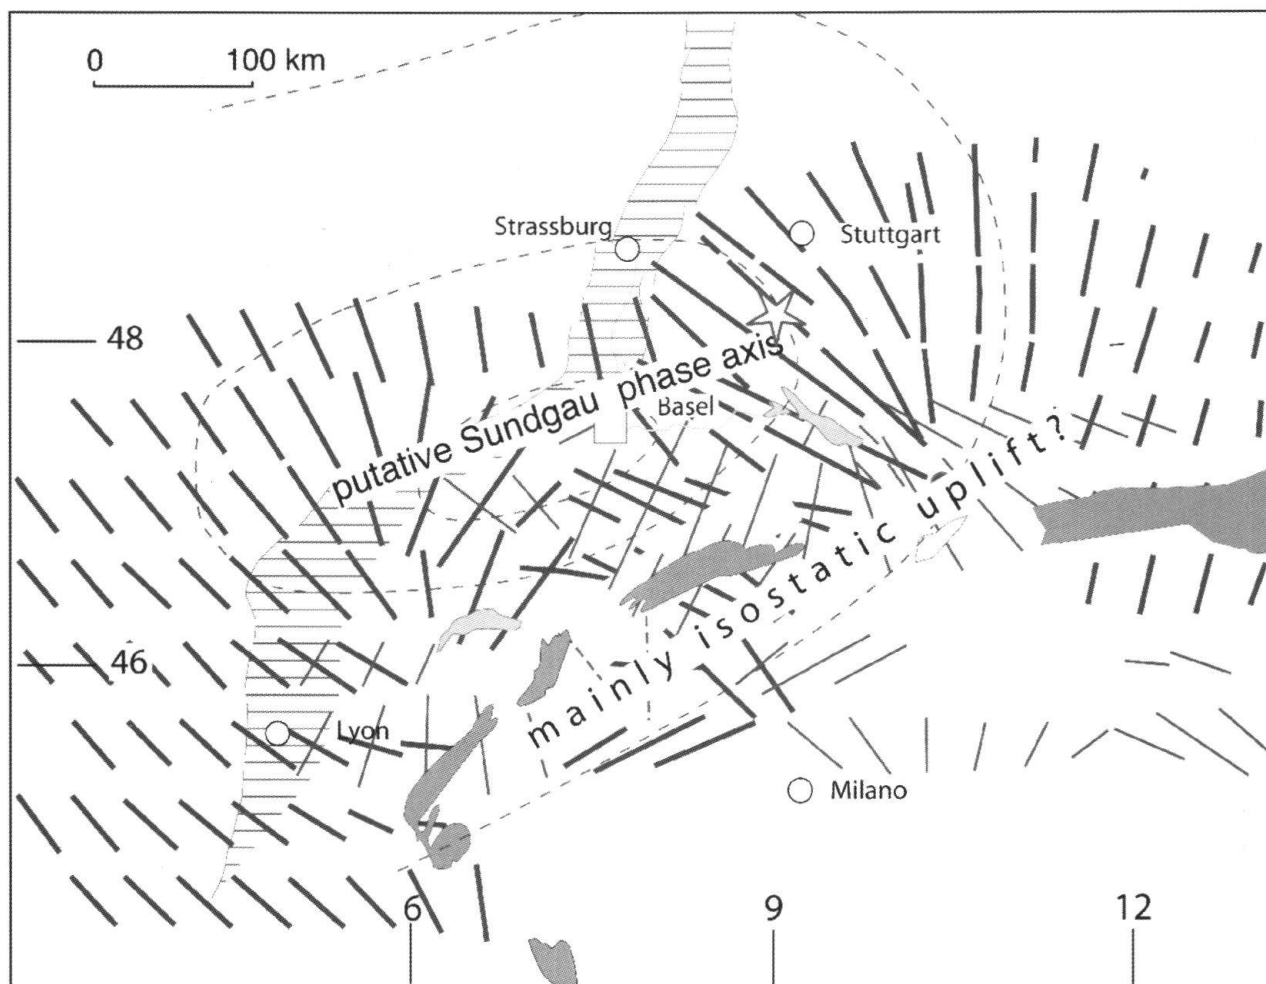 0 100 km
Strassburg
Stuttgart
48
putative Sundgau phase axis
Basel
mainly isostatic uplift?
46
Lyon
Milano
6 9 12